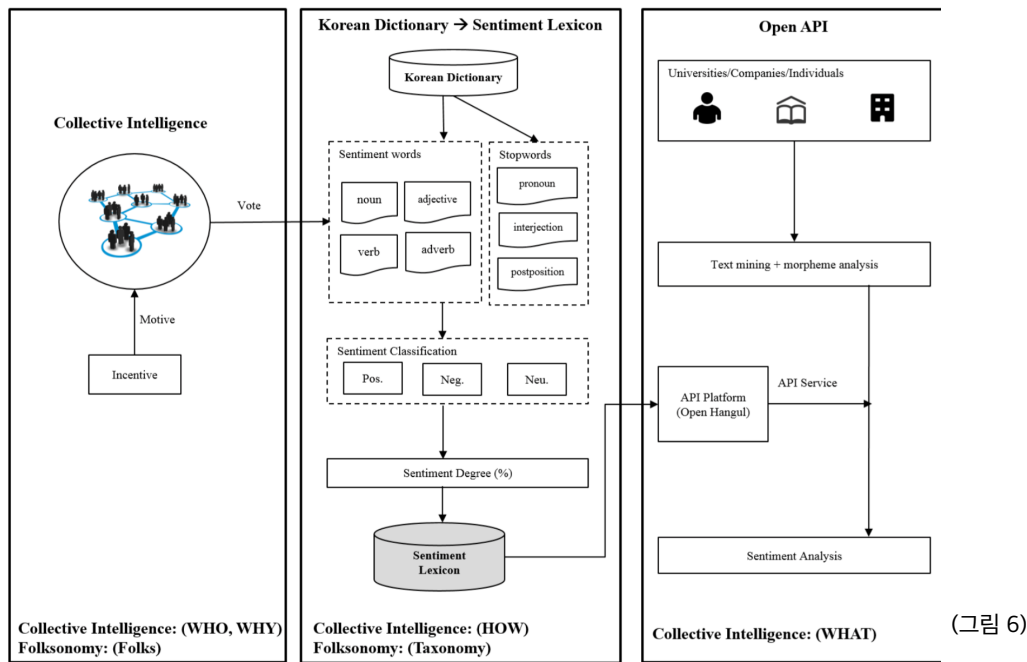 Collective Intelligence
Vote
Motive
Incentive
Collective Intelligence: (WHO, WHY)
Folksonomy: (Folks)
Korean Dictionary → Sentiment Lexicon
Korean Dictionary
Sentiment words
noun
adjective
verb
adverb
Stopwords
pronoun
interjection
postposition
Sentiment Classification
Pos.
Neg.
Neu.
Sentiment Degree (%)
Sentiment
Lexicon
Collective Intelligence: (HOW)
Folksonomy: (Taxonomy)
Open API
Universities/Companies/Individuals
Text mining + morpheme analysis
API Platform
(Open Hangul)
API Service
Sentiment Analysis
Collective Intelligence: (WHAT)
(그림 6)